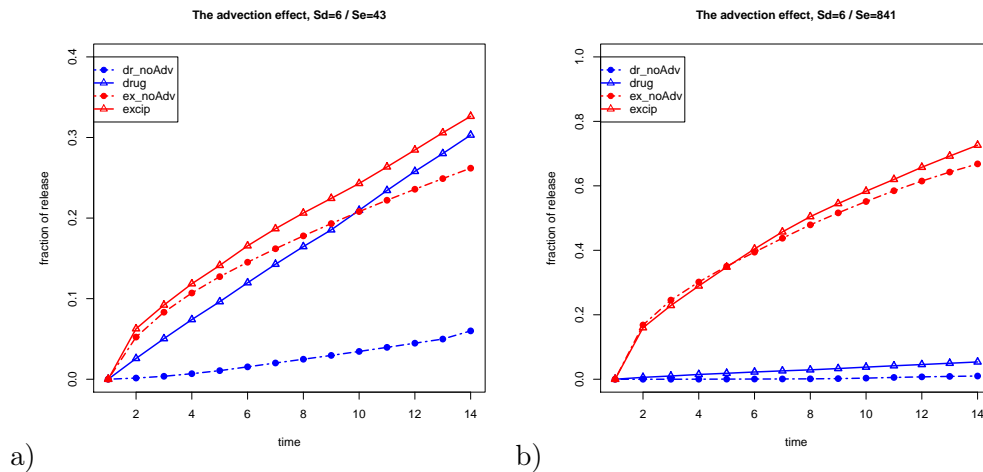 The advection effect, Sd=6 / Se=43
fraction of release
0.0 0.1 0.2 0.3 0.4
dr_noAdv
drug
ex_noAdv
excip
2 4 6 8 10 12 14
time
a)
The advection effect, Sd=6 / Se=841
fraction of release
0.0 0.2 0.4 0.6 0.8 1.0
dr_noAdv
drug
ex_noAdv
excip
2 4 6 8 10 12 14
time
b)